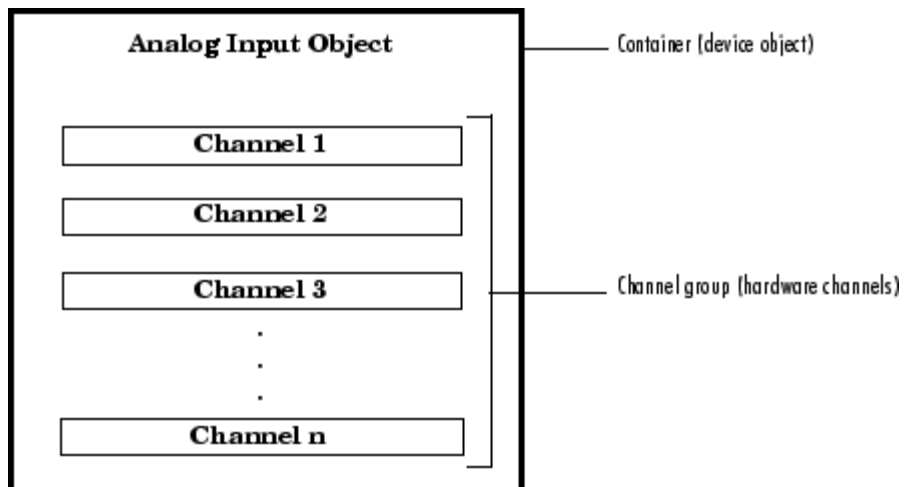 Analog Input Object
Container (device object)
Channel 1
Channel 2
Channel 3
Channel group (hardware channels)
.
.
.
Channel n